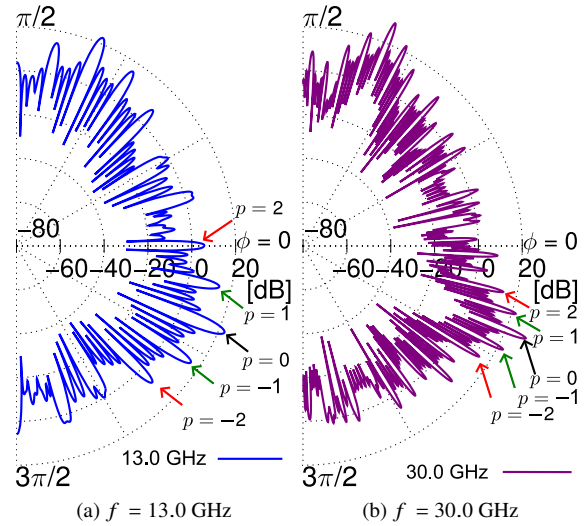 π/2
p = 2
−80
ϕ = 0
−60
−40
−20
0
20
[dB]
p = 1
p = 0
p = −1
p = −2
3π/2
13.0 GHz
(a) f = 13.0 GHz
π/2
−80
ϕ = 0
−60
−40
−20
0
20
[dB]
p = 2
p = 1
p = 0
p = −1
p = −2
3π/2
30.0 GHz
(b) f = 30.0 GHz